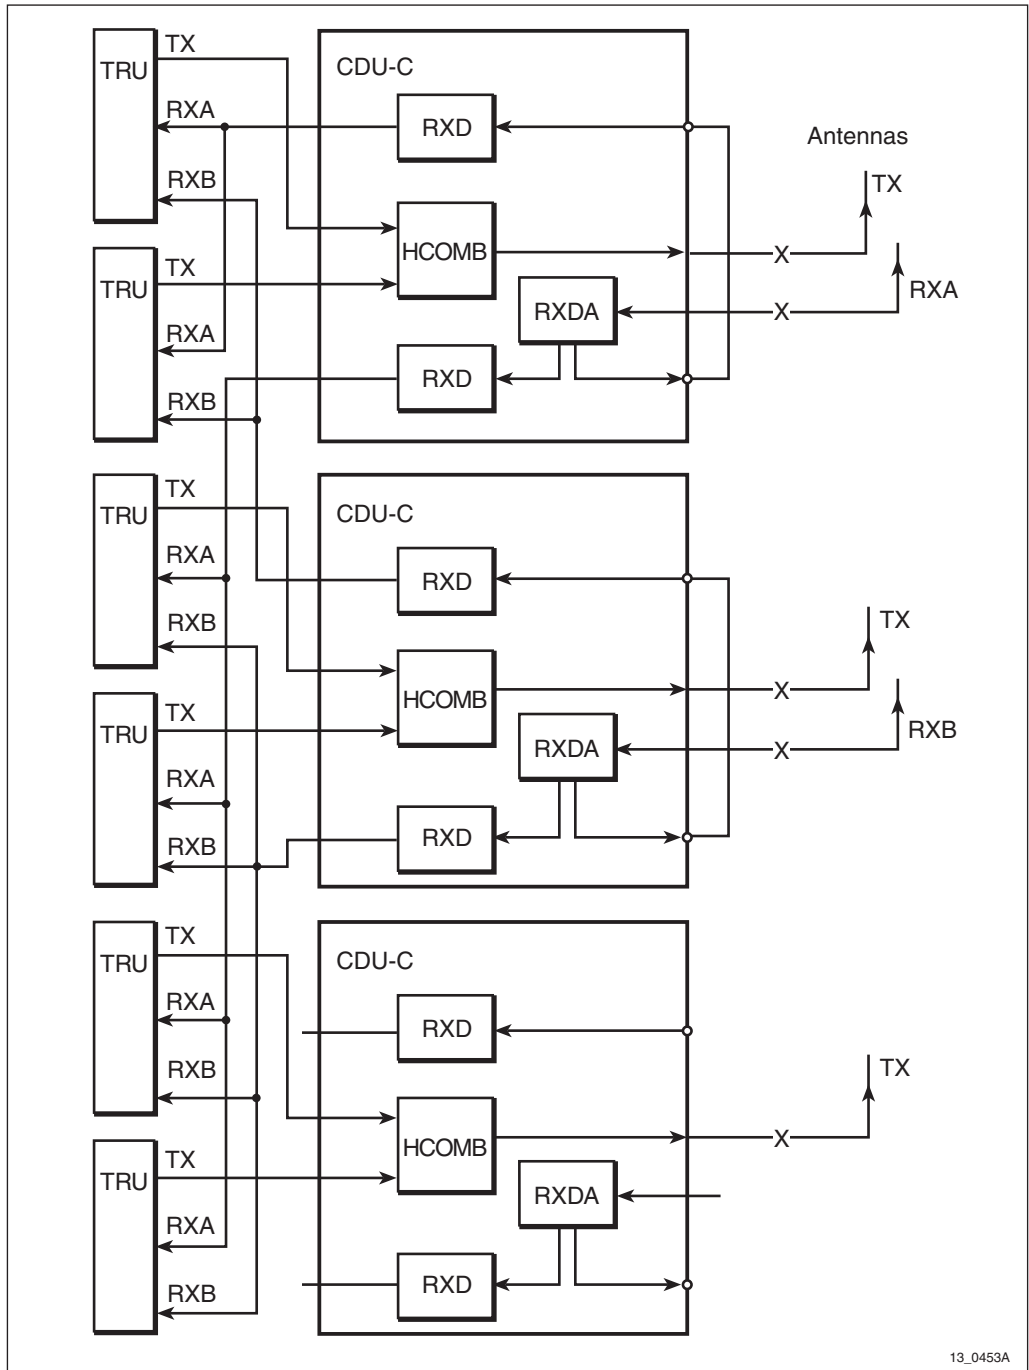 TRU
TX
RXA
RXB
CDU-C
RXD
HCOMB
RXDA
RXD
Antennas
TX
RXA
TRU
TX
RXA
RXB
TRU
TX
RXA
RXB
CDU-C
RXD
HCOMB
RXDA
RXD
TX
RXB
TRU
TX
RXA
RXB
TRU
TX
RXA
RXB
CDU-C
RXD
HCOMB
RXDA
RXD
TX
TRU
TX
RXA
RXB
X
X
X
X
X
13_0453A